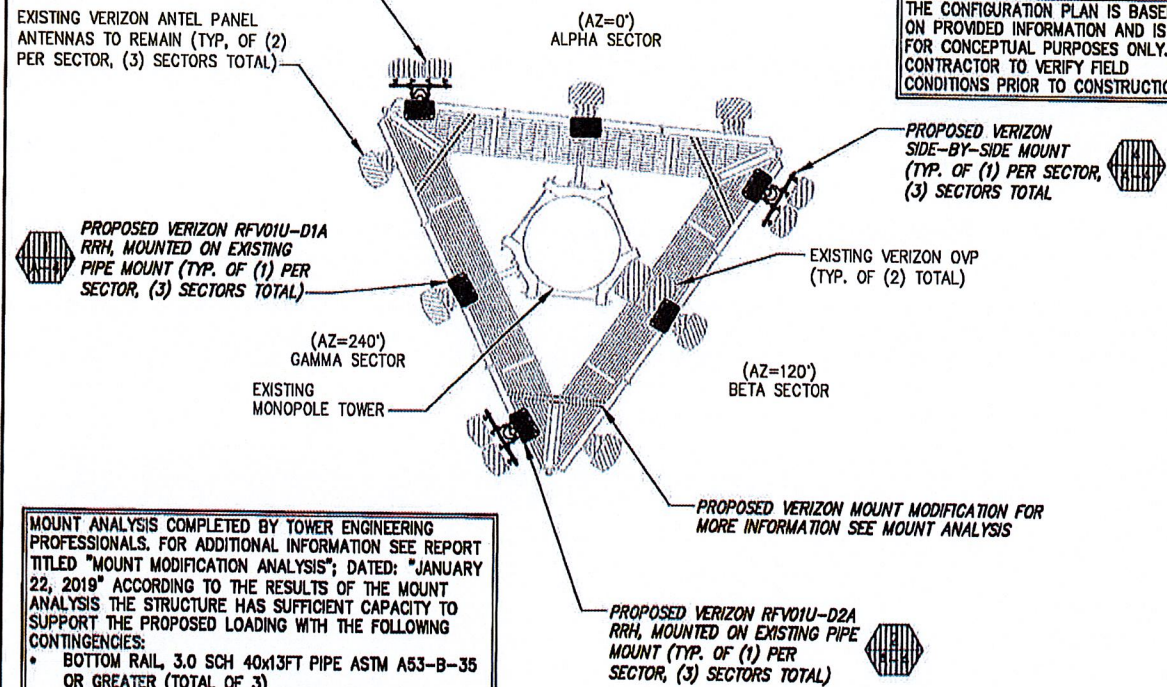 EXISTING VERIZON ANTEL PANEL
ANTENNAS TO REMAIN (TYP. OF (2)
PER SECTOR, (3) SECTORS TOTAL)
(AZ=0°)
ALPHA SECTOR
THE CONFIGURATION PLAN IS BASE
ON PROVIDED INFORMATION AND IS
FOR CONCEPTUAL PURPOSES ONLY.
CONTRACTOR TO VERIFY FIELD
CONDITIONS PRIOR TO CONSTRUCTIO
PROPOSED VERIZON
SIDE-BY-SIDE MOUNT
(TYP. OF (1) PER SECTOR,
(3) SECTORS TOTAL
PROPOSED VERIZON RFV01U-D1A
RRH, MOUNTED ON EXISTING
PIPE MOUNT (TYP. OF (1) PER
SECTOR, (3) SECTORS TOTAL)
EXISTING VERIZON OVP
(TYP. OF (2) TOTAL)
(AZ=240°)
GAMMA SECTOR
EXISTING
MONOPOLE TOWER
(AZ=120°)
BETA SECTOR
PROPOSED VERIZON MOUNT MODIFICATION FOR
MORE INFORMATION SEE MOUNT ANALYSIS
MOUNT ANALYSIS COMPLETED BY TOWER ENGINEERING
PROFESSIONALS. FOR ADDITIONAL INFORMATION SEE REPORT
TITLED "MOUNT MODIFICATION ANALYSIS"; DATED: "JANUARY
22, 2019" ACCORDING TO THE RESULTS OF THE MOUNT
ANALYSIS THE STRUCTURE HAS SUFFICIENT CAPACITY TO
SUPPORT THE PROPOSED LOADING WITH THE FOLLOWING
CONTINGENCIES:
• BOTTOM RAIL, 3.0 SCH 40x13FT PIPE ASTM A53-B-35
OR GREATER (TOTAL OF 3)
PROPOSED VERIZON RFV01U-D2A
RRH, MOUNTED ON EXISTING PIPE
MOUNT (TYP. OF (1) PER
SECTOR, (3) SECTORS TOTAL)